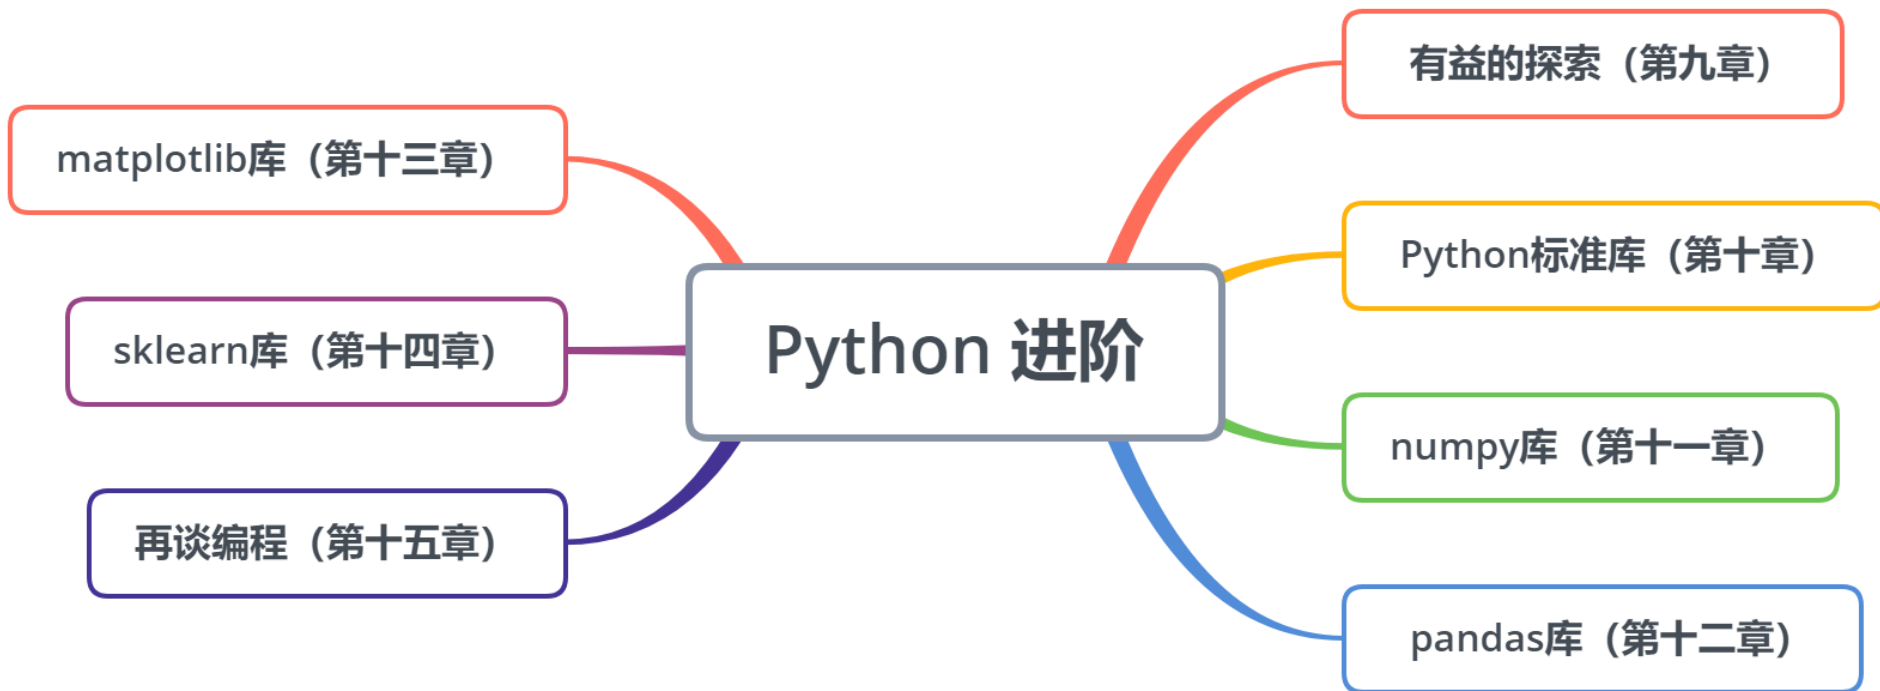 Python 进阶
有益的探索（第九章）
Python标准库（第十章）
numpy库（第十一章）
pandas库（第十二章）
matplotlib库（第十三章）
sklearn库（第十四章）
再谈编程（第十五章）